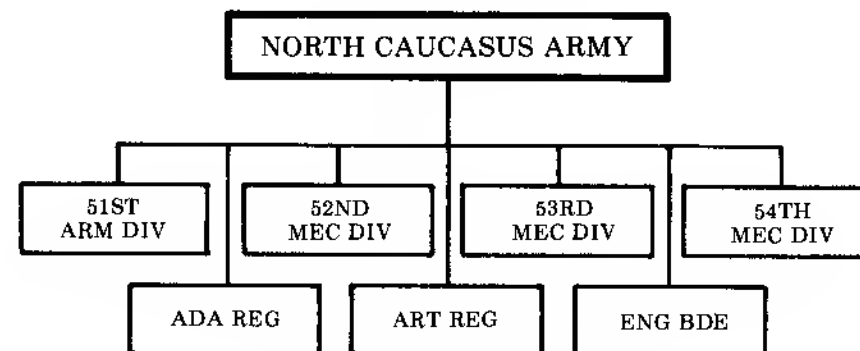 NORTH CAUCASUS ARMY
51ST
ARM DIV
52ND
MEC DIV
53RD
MEC DIV
54TH
MEC DIV
ADA REG
ART REG
ENG BDE